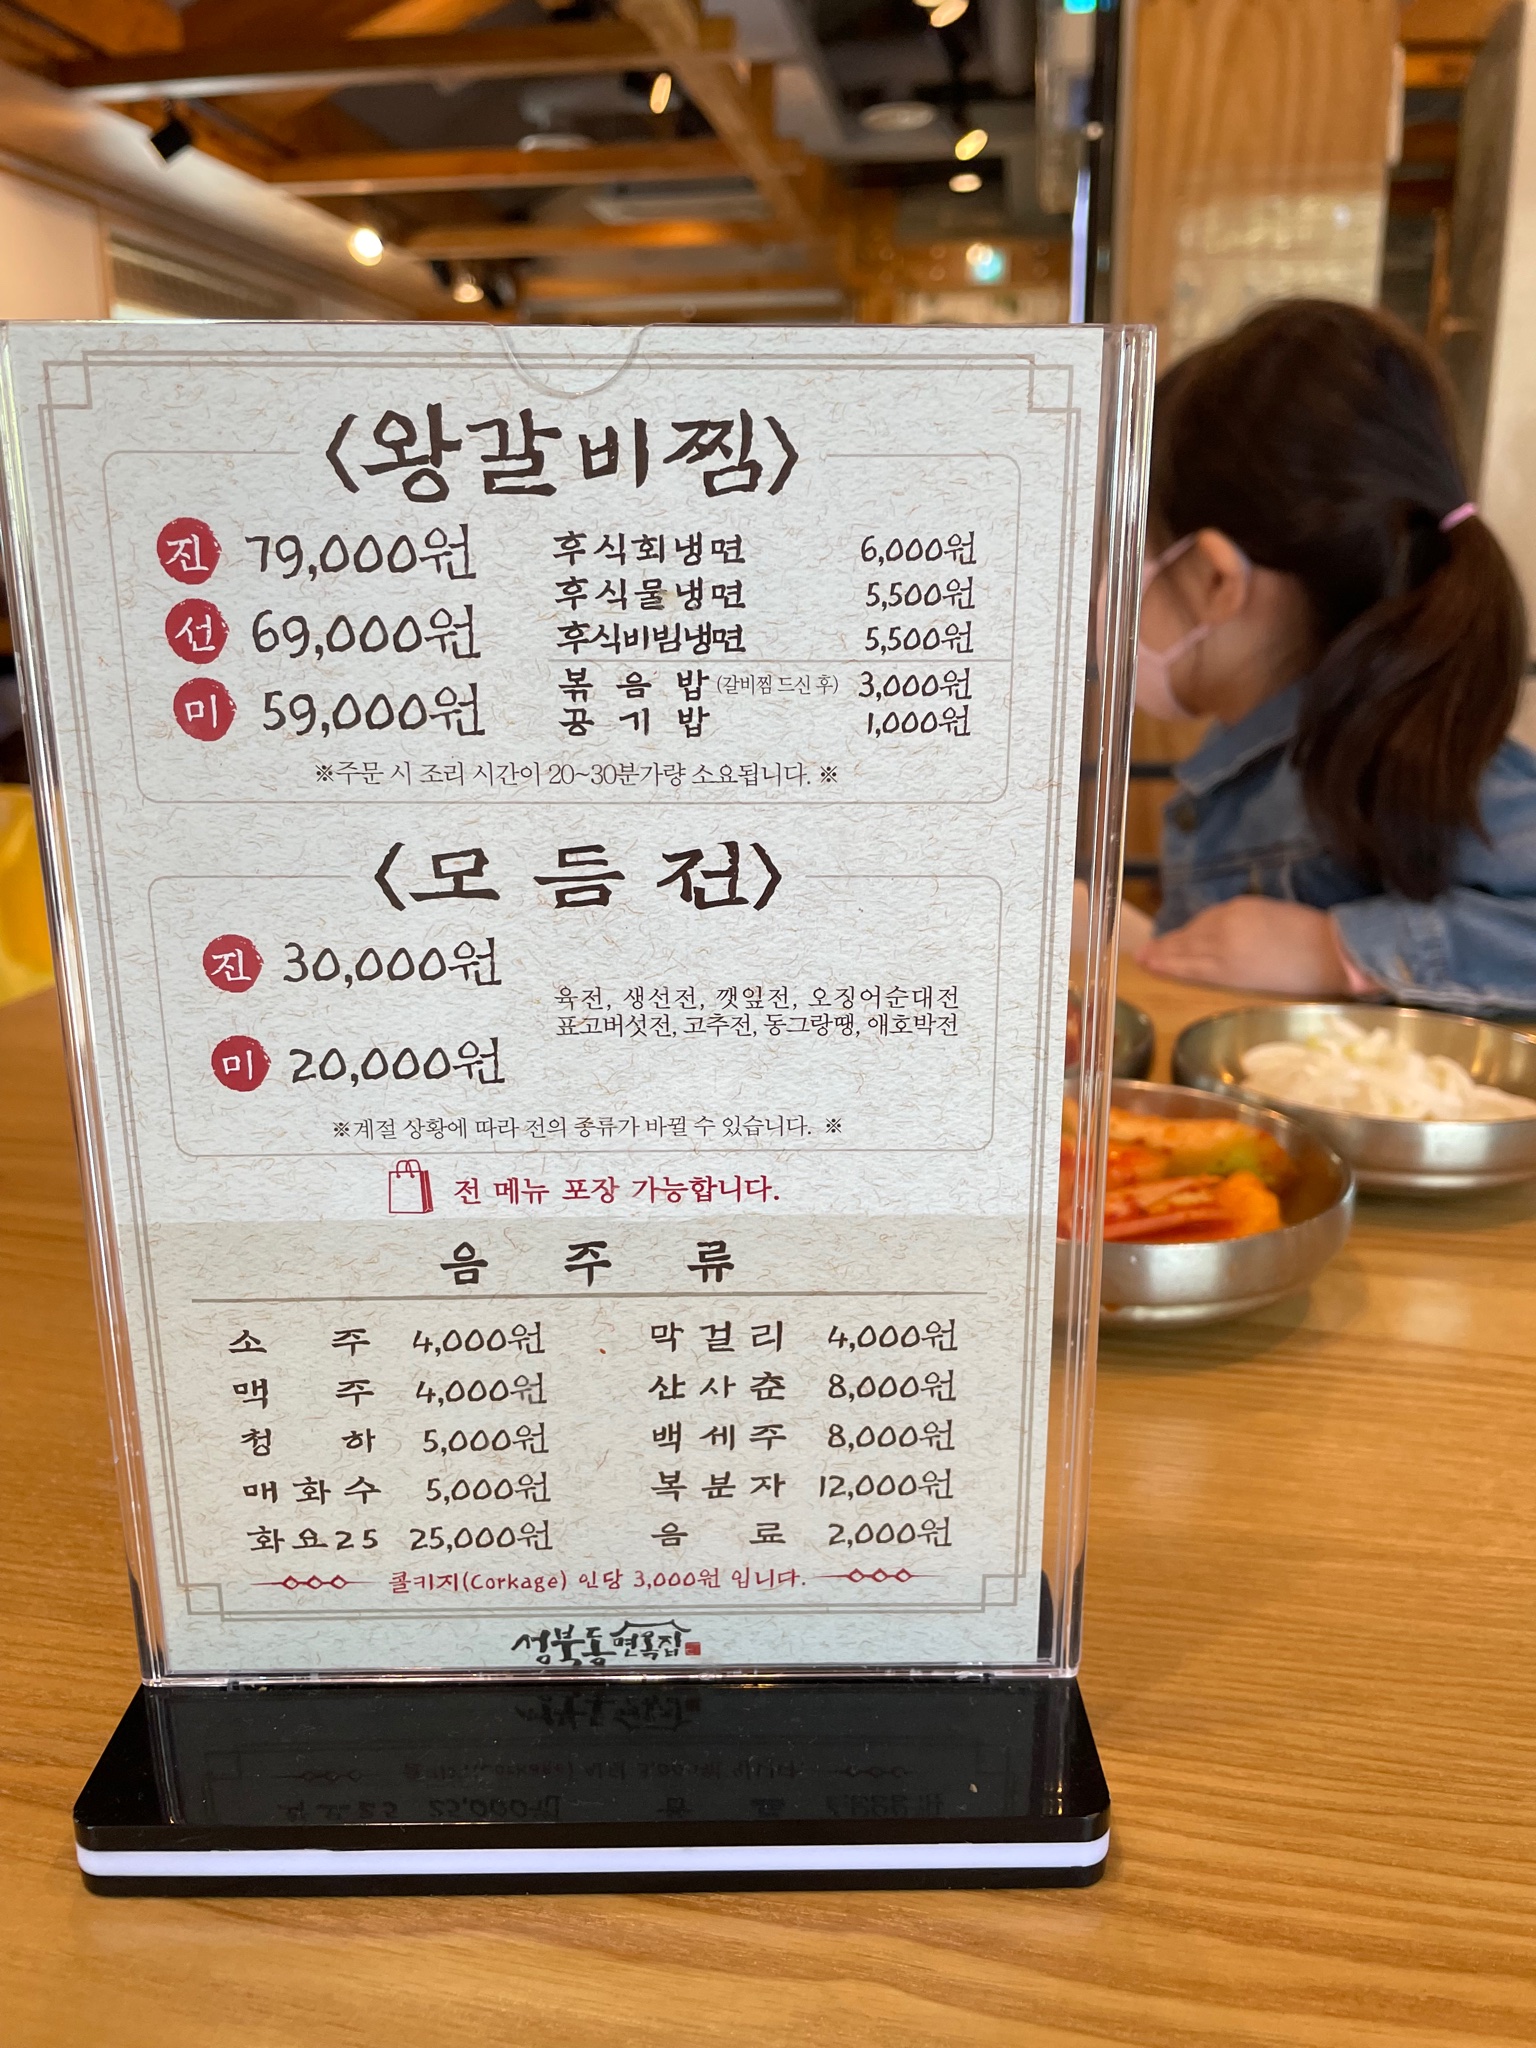 <왕갈비찜>
진 79,000원
선 69,000원
미 59,000원
후식회냉면 6,000원
후식물냉면 5,500원
후식비빔냉면 5,500원
볶음밥(갈비찜 드신 후) 3,000원
공기밥 1,000원
※주문 시 조리 시간이 20~30분가량 소요됩니다. ※
<모듬전>
진 30,000원
미 20,000원
육전, 생선전, 깻잎전, 오징어순대전
표고버섯전, 고추전, 동그랑땡, 애호박전
※계절 상황에 따라 전의 종류가 바뀔 수 있습니다. ※
전 메뉴 포장 가능합니다.
음주류
소주 4,000원
맥주 4,000원
청하 5,000원
매화수 5,000원
화요25 25,000원
막걸리 4,000원
산사춘 8,000원
백세주 8,000원
복분자 12,000원
음료 2,000원
콜키지(Corkage) 인당 3,000원 입니다.
성북동 면옥집